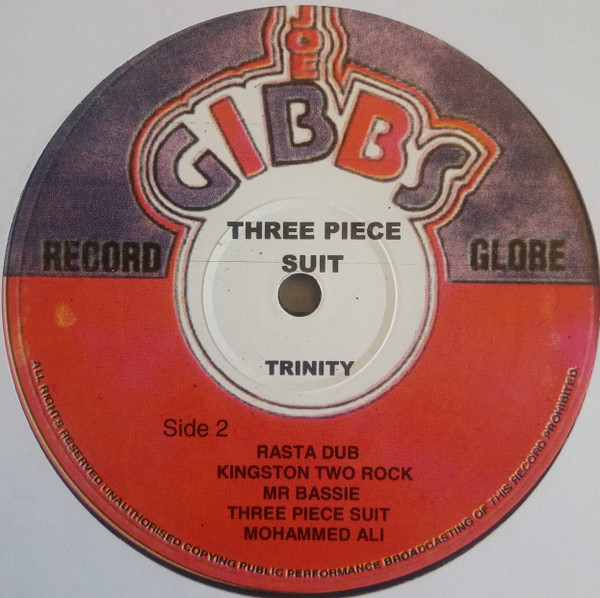 JOE
GIBBS
RECORD GLOBE
THREE PIECE
SUIT
TRINITY
Side 2
RASTA DUB
KINGSTON TWO ROCK
MR BASSIE
THREE PIECE SUIT
MOHAMMED ALI
ALL RIGHTS RESERVED UNAUTHORISED COPYING PUBLIC PERFORMANCE BROADCASTING OF THIS RECORD PROHIBITED